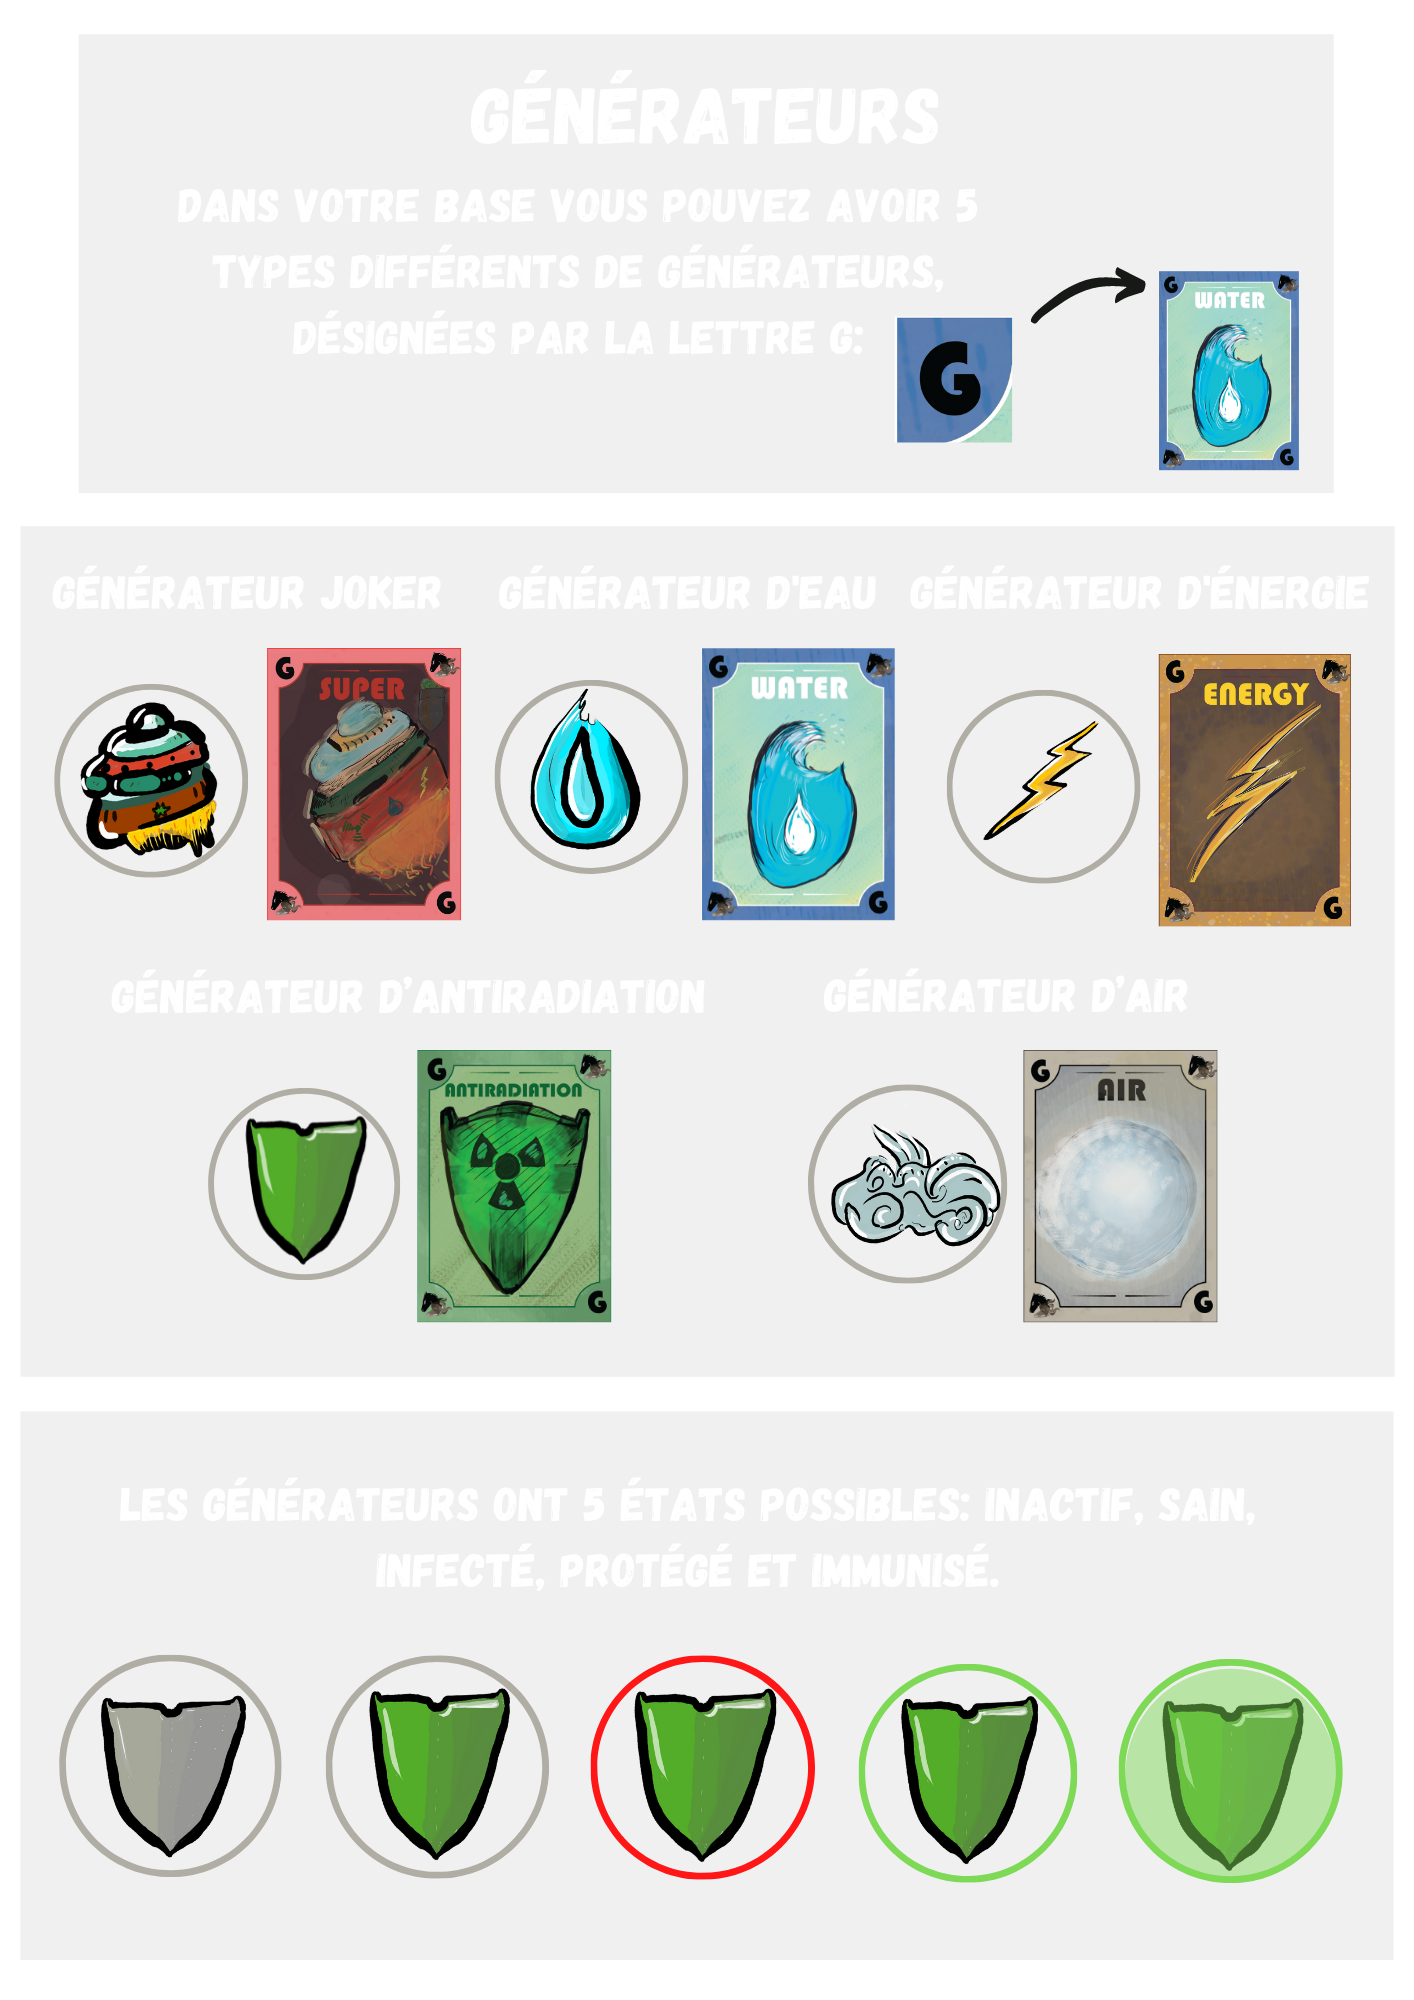 GÉNÉRATEURS
DANS VOTRE BASE VOUS POUVEZ AVOIR 5
TYPES DIFFÉRENTS DE GÉNÉRATEURS,
DÉSIGNÉES PAR LA LETTRE G:
G
G
WATER
G
GÉNÉRATEUR JOKER
GÉNÉRATEUR D'EAU
GÉNÉRATEUR D'ÉNERGIE
G
SUPER
G
G
WATER
G
G
ENERGY
G
GÉNÉRATEUR D'ANTIRADIATION
GÉNÉRATEUR D'AIR
G
ANTIRADIATION
G
G
AIR
G
LES GÉNÉRATEURS ONT 5 ÉTATS POSSIBLES: INACTIF, SAIN,
INFECTÉ, PROTÉGÉ ET IMMUNISÉ.